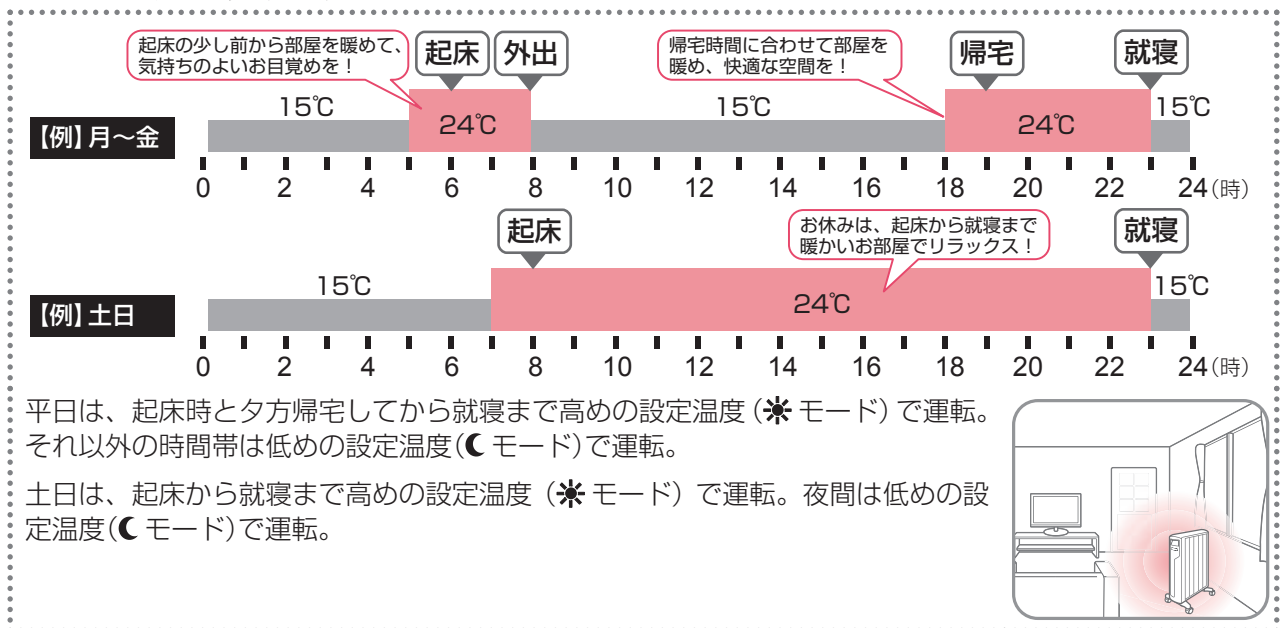 起床の少し前から部屋を暖めて、
気持ちのよいお目覚めを！
起床
外出
帰宅時間に合わせて部屋を
暖め、快適な空間を！
帰宅
就寝
15℃
24℃
15℃
24℃
15℃
【例】月～金
0 2 4 6 8 10 12 14 16 18 20 22 24(時)
起床
お休みは、起床から就寝まで
暖かいお部屋でリラックス！
就寝
15℃
24℃
15℃
【例】土日
0 2 4 6 8 10 12 14 16 18 20 22 24(時)
平日は、起床時と夕方帰宅してから就寝まで高めの設定温度(☀モード)で運転。
それ以外の時間帯は低めの設定温度(☾モード)で運転。
土日は、起床から就寝まで高めの設定温度（☀モード）で運転。夜間は低めの設
定温度(☾モード)で運転。